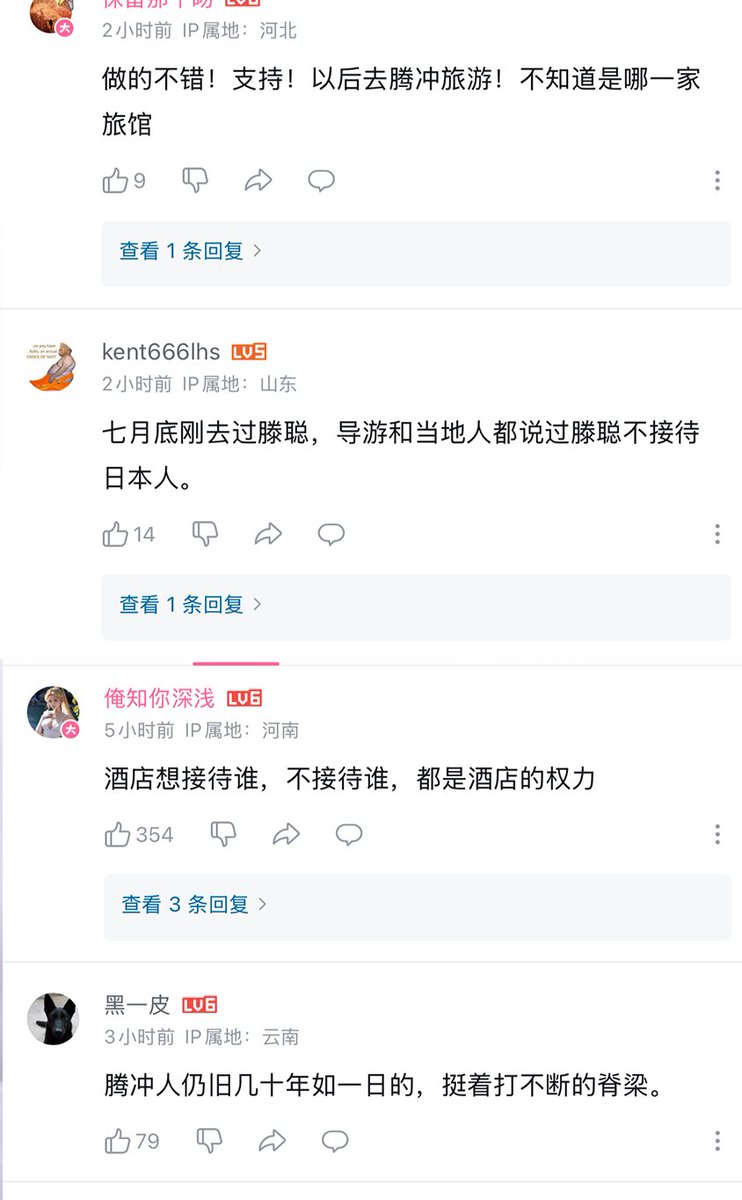 LV6
2小时前 IP属地：河北
做的不错！支持！以后去腾冲旅游！不知道是哪一家
旅馆
9
查看 1 条回复
kent666lhs LV5
2小时前 IP属地：山东
七月底刚去过滕聪，导游和当地人都说过滕聪不接待
日本人。
14
查看 1 条回复
俺知你深浅 LV6
5小时前 IP属地：河南
酒店想接待谁，不接待谁，都是酒店的权力
354
查看 3 条回复
黑一皮 LV6
3小时前 IP属地：云南
腾冲人仍旧几十年如一日的，挺着打不断的脊梁。
79